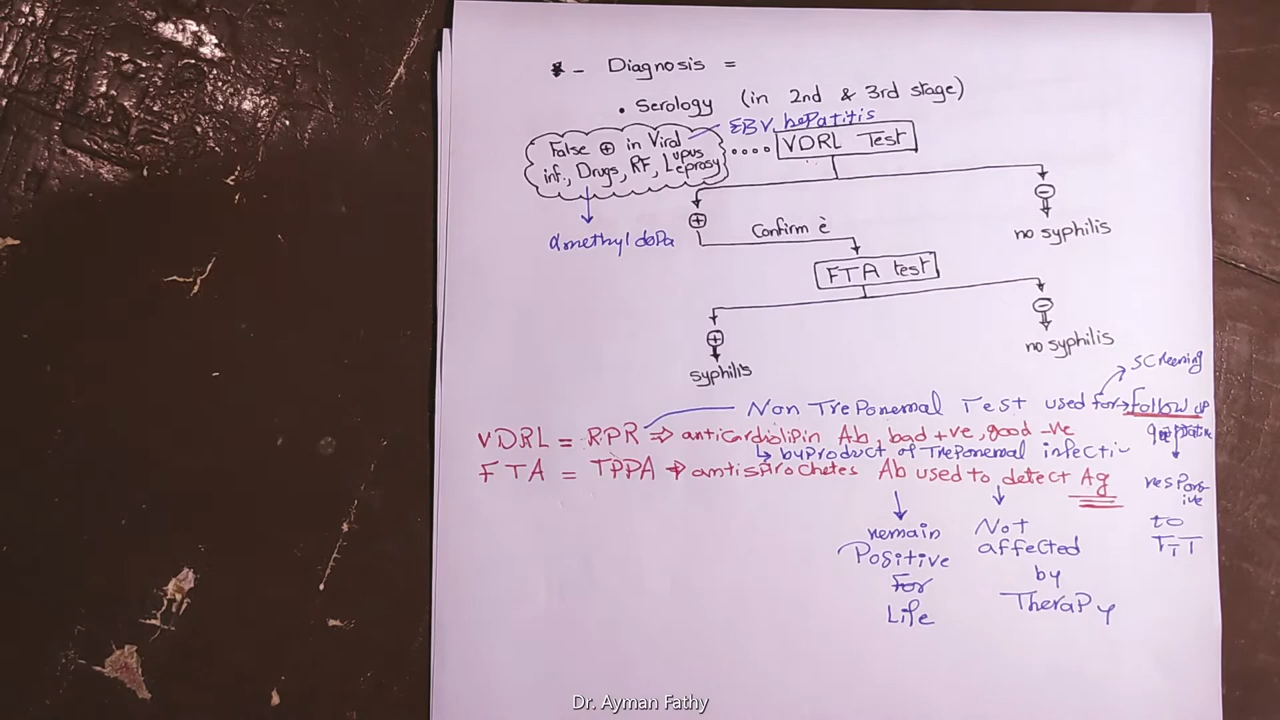 * - Diagnosis =
• Serology (in 2nd & 3rd stage)
EBV, hepatitis
False ⊕ in Viral
inf., Drugs, RF, Lupus
Leprosy
.... VDRL Test
α methyl dopa
⊕
⊖
Confirm è
no syphilis
FTA test
⊕
⊖
syphilis
no syphilis
screening
Non Treponemal Test used for → Follow up
VDRL = RPR ⇒ anticardiolipin Ab, bad +ve, good -ve
↳ byproduct of Treponemal infecti
FTA = TPPA → antispirochetes Ab used to detect Ag
responsive
to
TTT
remain
Positive
For
Life
Not
affected
by
Therapy
Dr. Ayman Fathy